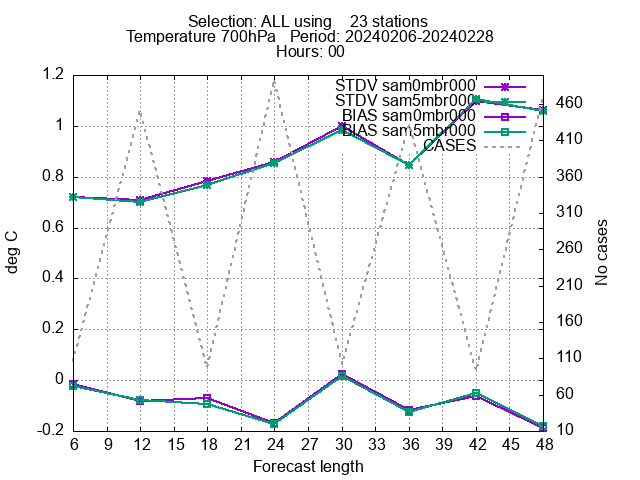 Selection: ALL using    23 stations
Temperature 700hPa   Period: 20240206-20240228
Hours: 00
STDV sam0mbr000
STDV sam5mbr000
BIAS sam0mbr000
BIAS sam5mbr000
CASES
1.2
1
0.8
0.6
0.4
0.2
0
-0.2
deg C
460
410
360
310
260
210
160
110
60
10
No cases
6 9 12 15 18 21 24 27 30 33 36 39 42 45 48
Forecast length